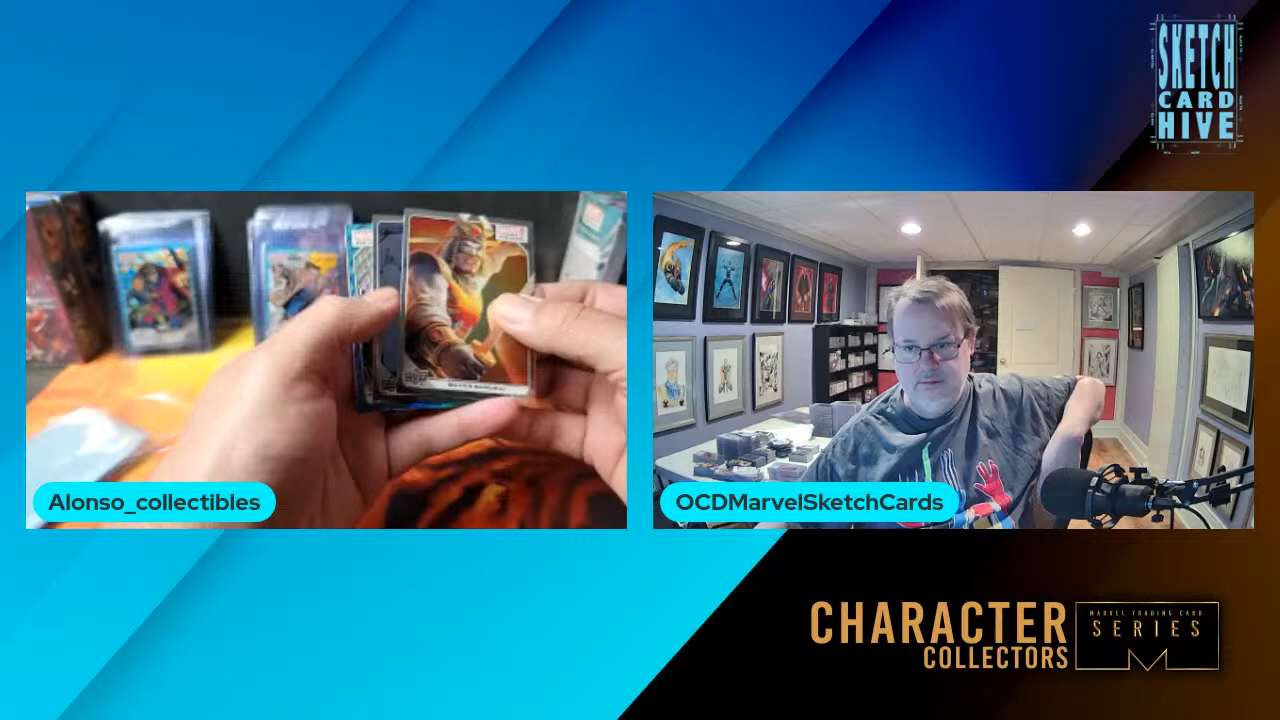 SKETCH
CARD
HIVE
Alonso_collectibles
OCDMarvelSketchCards
CHARACTER
COLLECTORS
MARVEL TRADING CARD
SERIES